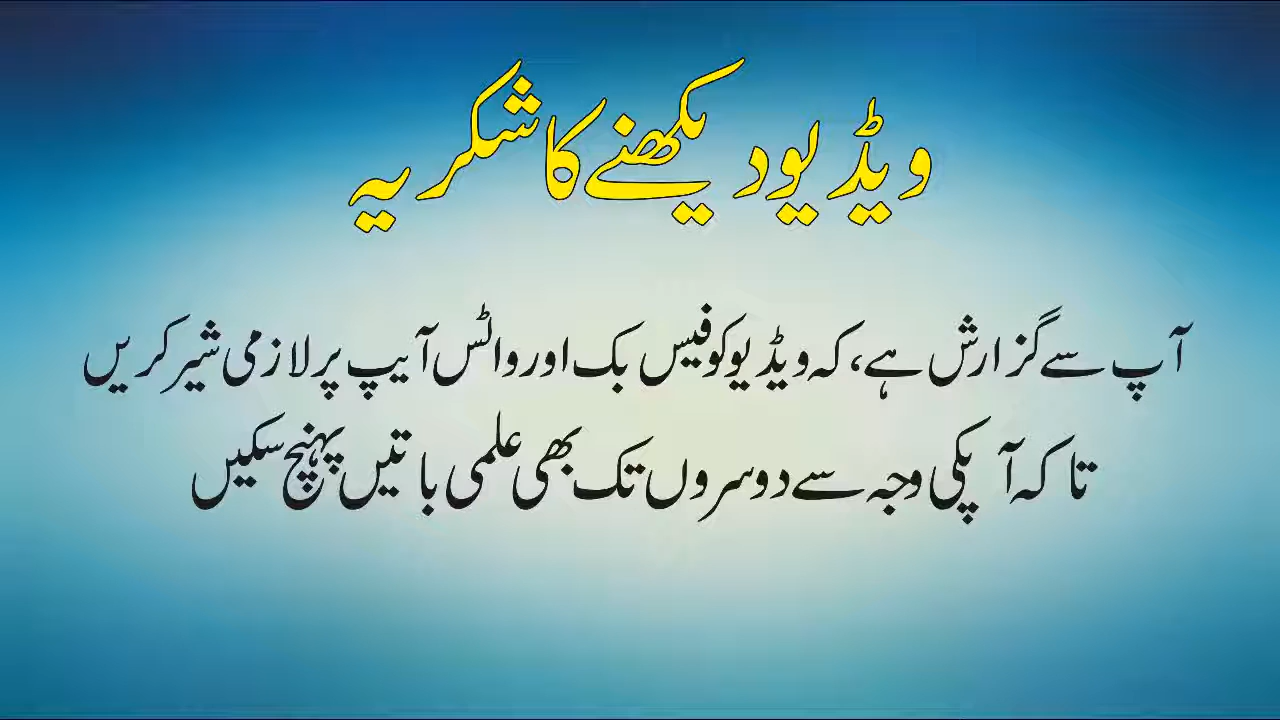 ویڈیو دیکھنے کا شکریہ
آپ سے گزارش ہے، کہ ویڈیو کو فیس بک اور واٹس آیپ پر لازمی شیر کریں
تاکہ آپکی وجہ سے دوسروں تک بھی علمی باتیں پہنچ سکیں